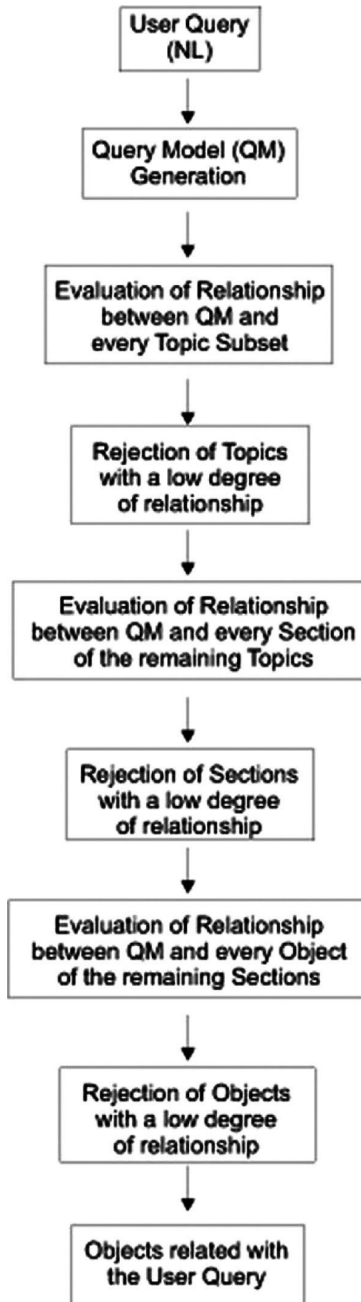 User Query
(NL)
Query Model (QM)
Generation
Evaluation of Relationship
between QM and
every Topic Subset
Rejection of Topics
with a low degree
of relationship
Evaluation of Relationship
between QM and every Section
of the remaining Topics
Rejection of Sections
with a low degree
of relationship
Evaluation of Relationship
between QM and every Object
of the remaining Sections
Rejection of Objects
with a low degree
of relationship
Objects related with
the User Query